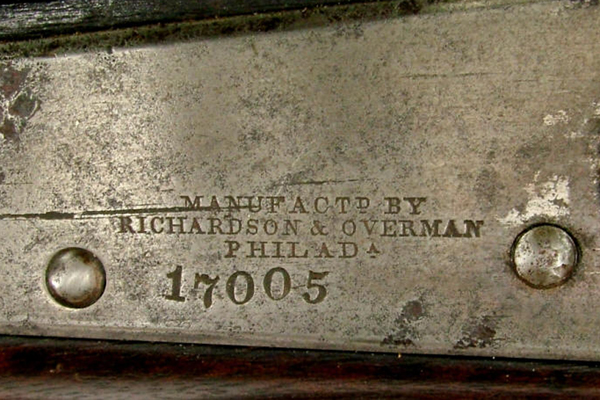 MANUFACTD BY
RICHARDSON & OVERMAN
PHILADA
17005